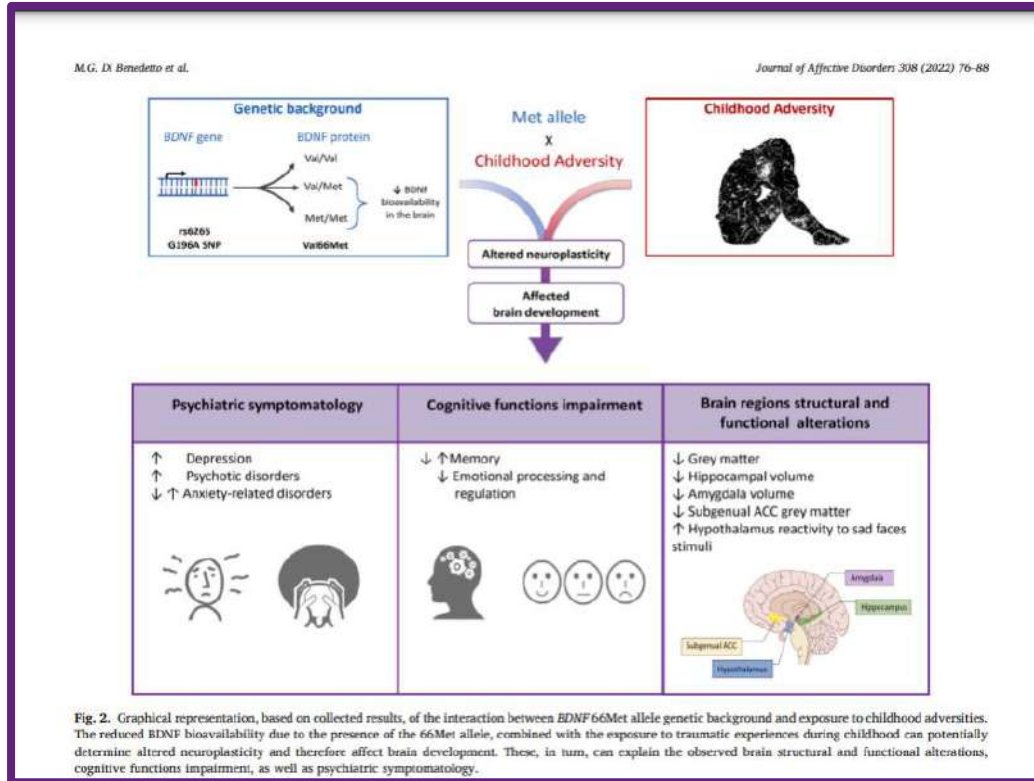 M.G. Di Benedetto et al.
Journal of Affective Disorders 308 (2022) 76–88
Genetic background
BDNF gene
BDNF protein
Val/Val
Val/Met
Met/Met
↓ BDNF
bioavailability
in the brain
rs6265
G196A SNP
Val66Met
Met allele
X
Childhood Adversity
Childhood Adversity
Altered neuroplasticity
Affected
brain development
Psychiatric symptomatology
↑ Depression
↑ Psychotic disorders
↓ ↑ Anxiety-related disorders
Cognitive functions impairment
↓ ↑Memory
↓ Emotional processing and
regulation
Brain regions structural and
functional alterations
↓ Grey matter
↓ Hippocampal volume
↓ Amygdala volume
↓ Subgenual ACC grey matter
↑ Hypothalamus reactivity to sad faces
stimuli
Amygdala
Hippocampus
Subgenual ACC
Hypothalamus
Fig. 2. Graphical representation, based on collected results, of the interaction between BDNF 66Met allele genetic background and exposure to childhood adversities.
The reduced BDNF bioavailability due to the presence of the 66Met allele, combined with the exposure to traumatic experiences during childhood can potentially
determine altered neuroplasticity and therefore affect brain development. These, in turn, can explain the observed brain structural and functional alterations,
cognitive functions impairment, as well as psychiatric symptomatology.